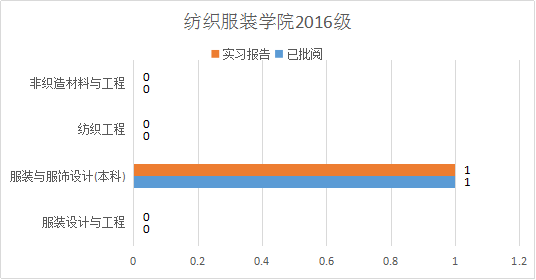 纺织服装学院2016级
实习报告 已批阅
非织造材料与工程 0
0
纺织工程 0
0
服装与服饰设计(本科) 1
1
服装设计与工程 0
0
0 0.2 0.4 0.6 0.8 1 1.2